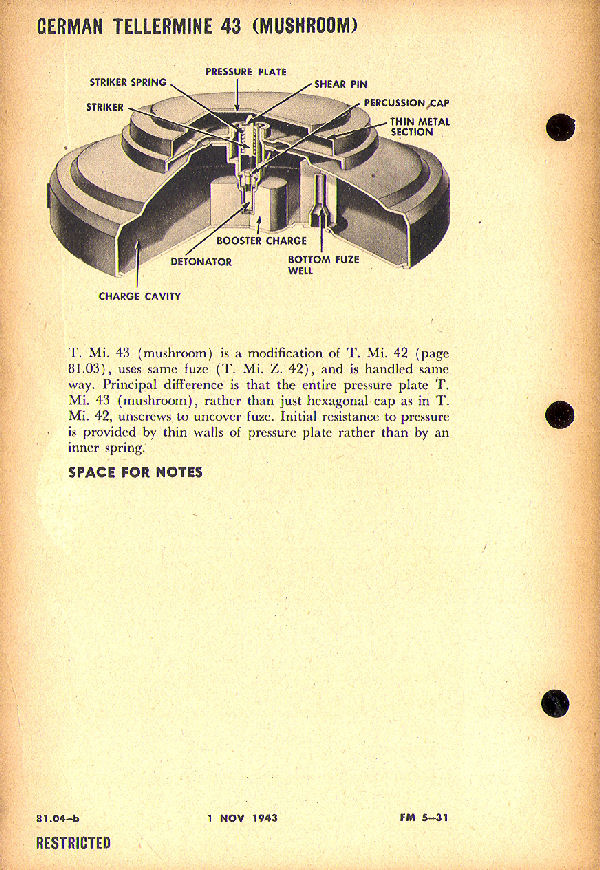 GERMAN TELLERMINE 43 (MUSHROOM)
PRESSURE PLATE
STRIKER SPRING
SHEAR PIN
STRIKER
PERCUSSION CAP
THIN METAL
SECTION
BOOSTER CHARGE
DETONATOR
BOTTOM FUZE
WELL
CHARGE CAVITY
T. Mi. 43 (mushroom) is a modification of T. Mi. 42 (page
81.03), uses same fuze (T. Mi. Z. 42), and is handled same
way. Principal difference is that the entire pressure plate T.
Mi. 43 (mushroom), rather than just hexagonal cap as in T.
Mi. 42, unscrews to uncover fuze. Initial resistance to pressure
is provided by thin walls of pressure plate rather than by an
inner spring.
SPACE FOR NOTES
81.04-b 1 NOV 1943 FM 5-31
RESTRICTED